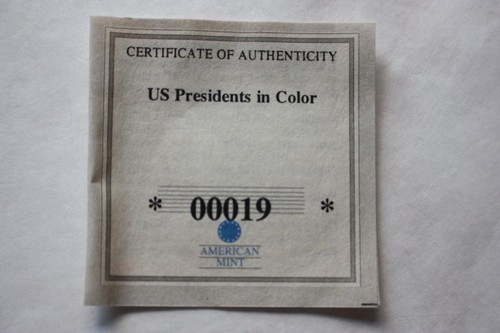 CERTIFICATE OF AUTHENTICITY
US Presidents in Color
* 00019 *
AMERICAN
MINT